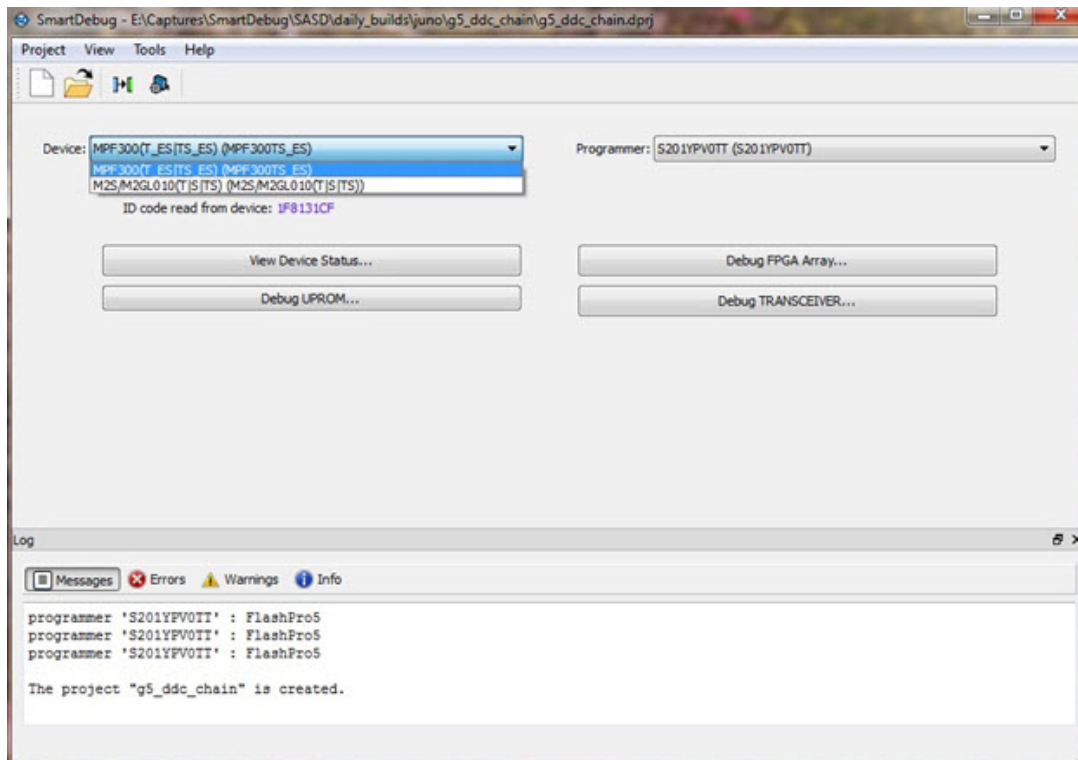 SmartDebug - E:\Captures\SmartDebug\SASD\daily_builds\juno\g5_ddc_chain\g5_ddc_chain.dprj
Project View Tools Help
Device: MPF300(T_ES|TS_ES) (MPF300TS_ES)
Programmer: S201YPV0TT (S201YPV0TT)
MPF300(T_ES|TS_ES) (MPF300TS_ES)
M2S/M2GL010(T|S|TS) (M2S/M2GL010(T|S|TS))
ID code read from device: 1F8131CF
View Device Status...
Debug FPGA Array...
Debug UPROM...
Debug TRANSCEIVER...
Log
Messages Errors Warnings Info
programmer 'S201YPV0TT' : FlashPro5
programmer 'S201YPV0TT' : FlashPro5
programmer 'S201YPV0TT' : FlashPro5
The project "g5_ddc_chain" is created.